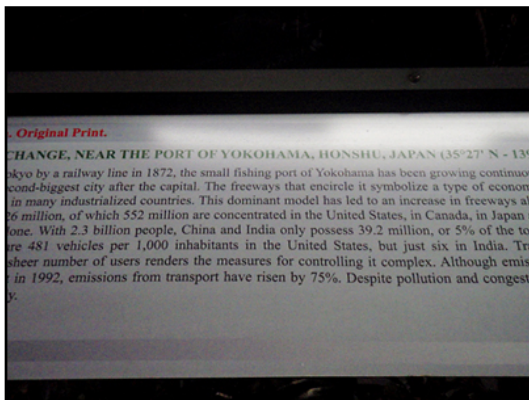 . Original Print.
CHANGE, NEAR THE PORT OF YOKOHAMA, HONSHU, JAPAN (35°27' N - 13
okyo by a railway line in 1872, the small fishing port of Yokohama has been growing continuo
cond-biggest city after the capital. The freeways that encircle it symbolize a type of econom
in many industrialized countries. This dominant model has led to an increase in freeways al
26 million, of which 552 million are concentrated in the United States, in Canada, in Japan
lone. With 2.3 billion people, China and India only possess 39.2 million, or 5% of the to
are 481 vehicles per 1,000 inhabitants in the United States, but just six in India. Tr
sheer number of users renders the measures for controlling it complex. Although emis
in 1992, emissions from transport have risen by 75%. Despite pollution and congest
y.